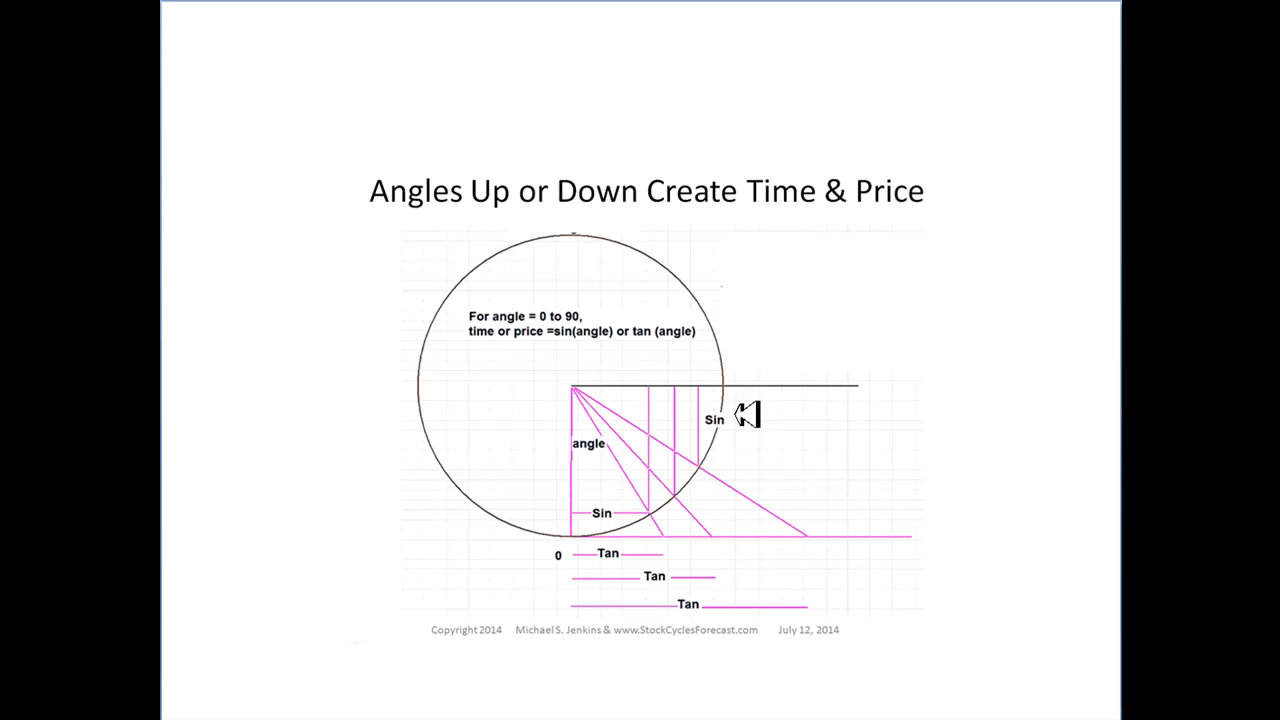 Angles Up or Down Create Time & Price
For angle = 0 to 90,
time or price =sin(angle) or tan (angle)
Sin
angle
Sin
0 Tan
Tan
Tan
Copyright 2014 Michael S. Jenkins & www.StockCyclesForecast.com July 12, 2014